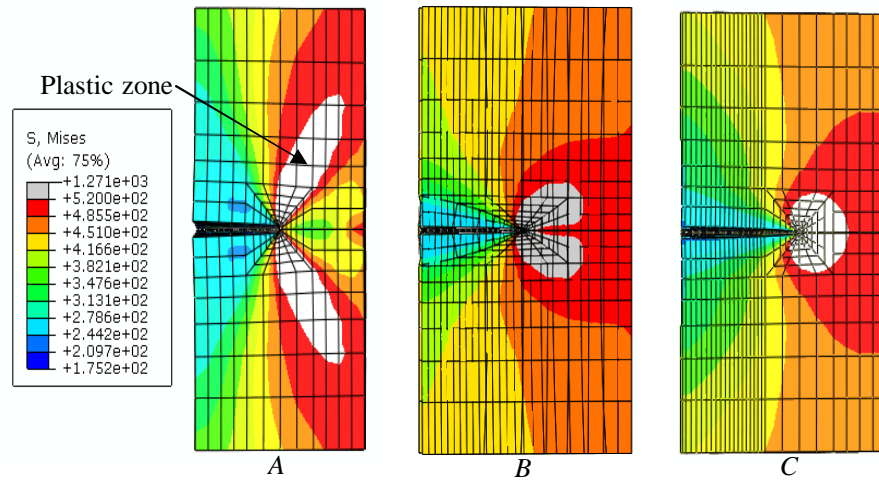 Plastic zone
S, Mises
(Avg: 75%)
+1.271e+03
+5.200e+02
+4.855e+02
+4.510e+02
+4.166e+02
+3.821e+02
+3.476e+02
+3.131e+02
+2.786e+02
+2.442e+02
+2.097e+02
+1.752e+02
A
B
C